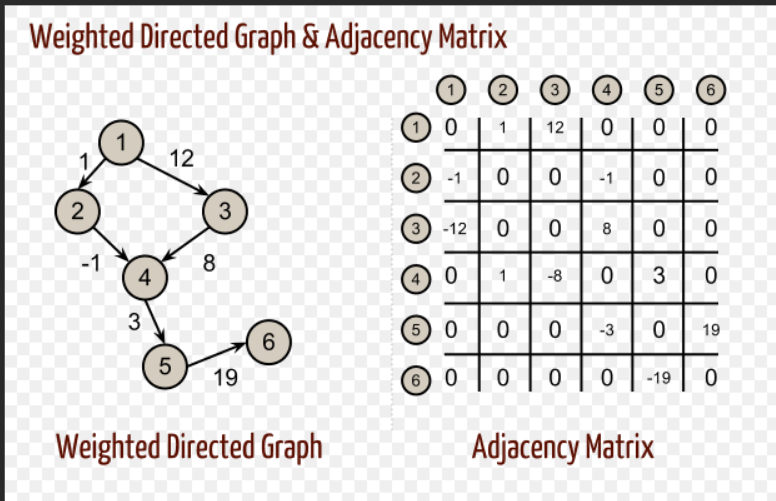 Weighted Directed Graph & Adjacency Matrix
1 2 3 4 5 6
1 0 1 12 0 0 0
2 -1 0 0 -1 0 0
3 -12 0 0 8 0 0
4 0 1 -8 0 3 0
5 0 0 0 -3 0 19
6 0 0 0 0 -19 0
1
1 12
2 3
-1 8
4
3
6
5
19
Weighted Directed Graph
Adjacency Matrix